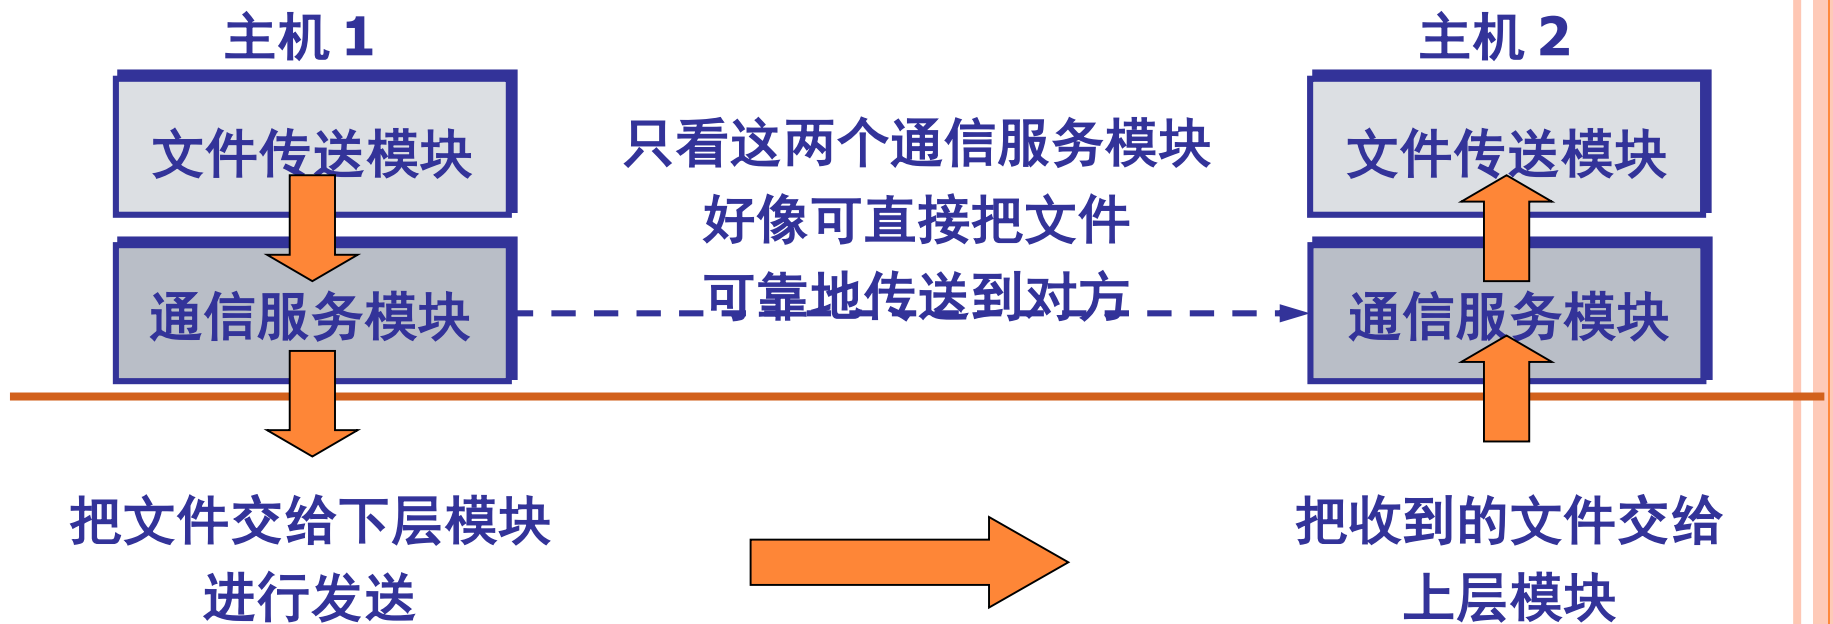 主机 1
主机 2
文件传送模块
只看这两个通信服务模块
好像可直接把文件
可靠地传送到对方
文件传送模块
通信服务模块
通信服务模块
把文件交给下层模块
进行发送
把收到的文件交给
上层模块